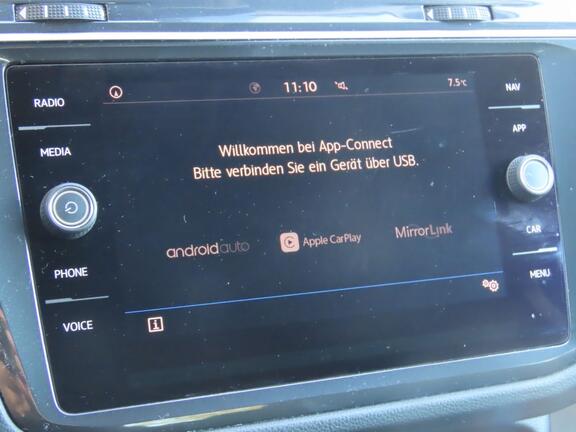 RADIO
MEDIA
PHONE
VOICE
11:10
7.5°C
Willkommen bei App-Connect
Bitte verbinden Sie ein Gerät über USB.
androidauto
Apple CarPlay
MirrorLink
i
NAV
APP
CAR
MENU